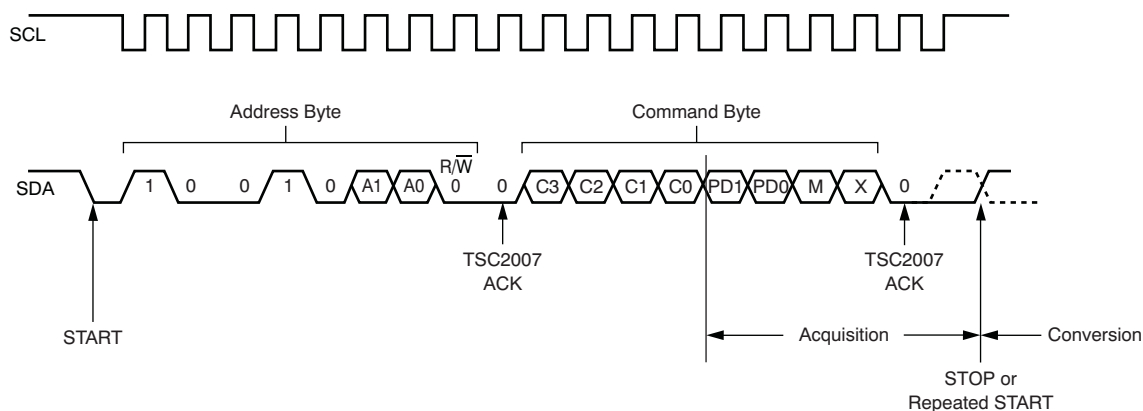 SCL
Address Byte
Command Byte
R/W̅
SDA
1 0 0 1 0 A1 A0 0 0 C3 C2 C1 C0 PD1 PD0 M X 0
TSC2007
ACK
TSC2007
ACK
START
Acquisition
Conversion
STOP or
Repeated START